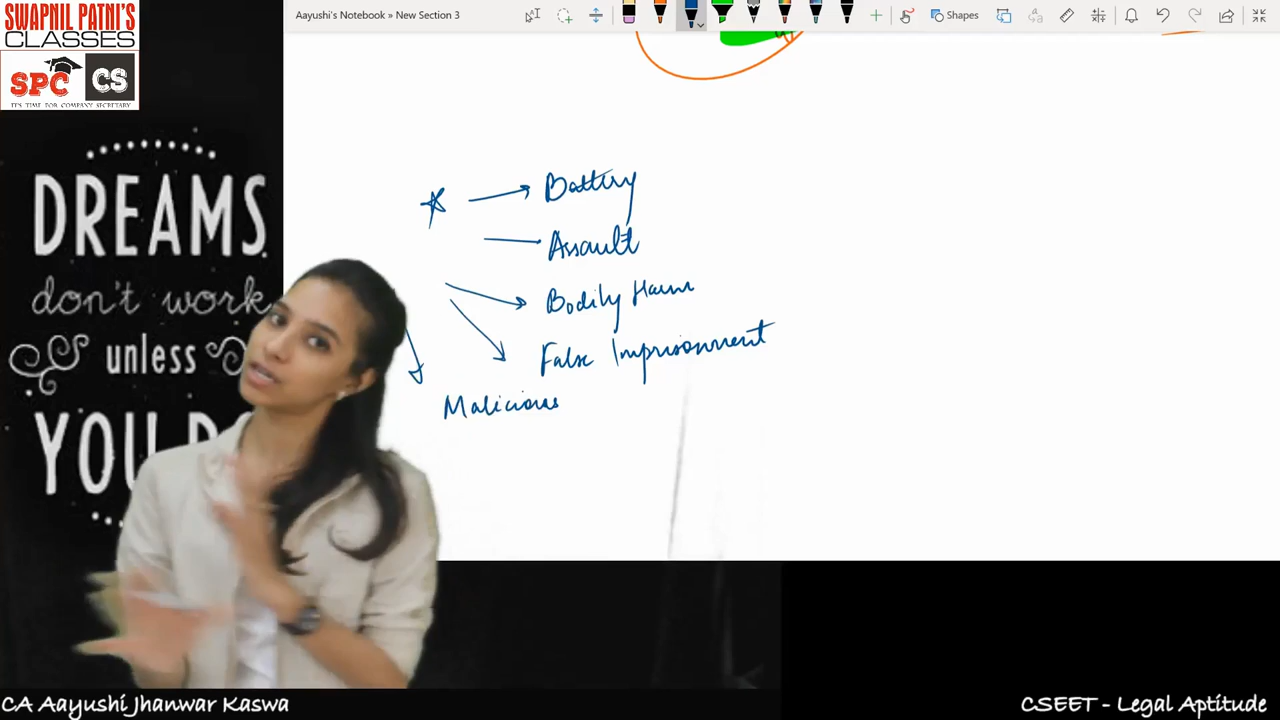 SWAPNIL PATNI'S
CLASSES
SPC CS
IT'S TIME FOR COMPANY SECRETARY
Aayushi's Notebook » New Section 3
Shapes
DREAMS
don't work
unless
YOU
Battery
Assault
Bodily Harm
False Imprisonment
Malicious
CA Aayushi Jhanwar Kaswa
CSEET - Legal Aptitude